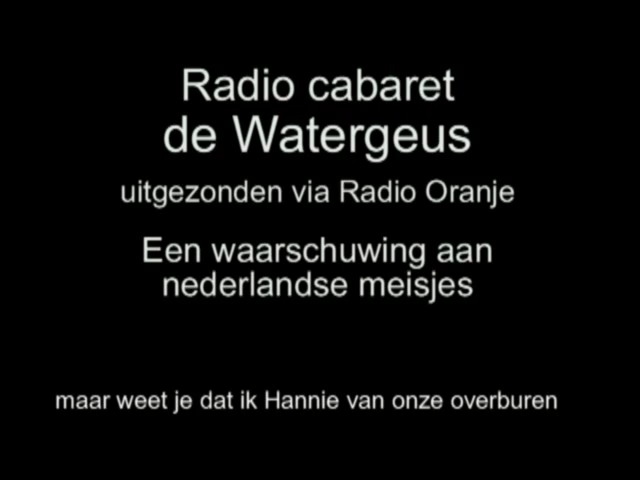 Radio cabaret
de Watergeus
uitgezonden via Radio Oranje
Een waarschuwing aan
nederlandse meisjes
maar weet je dat ik Hannie van onze overburen